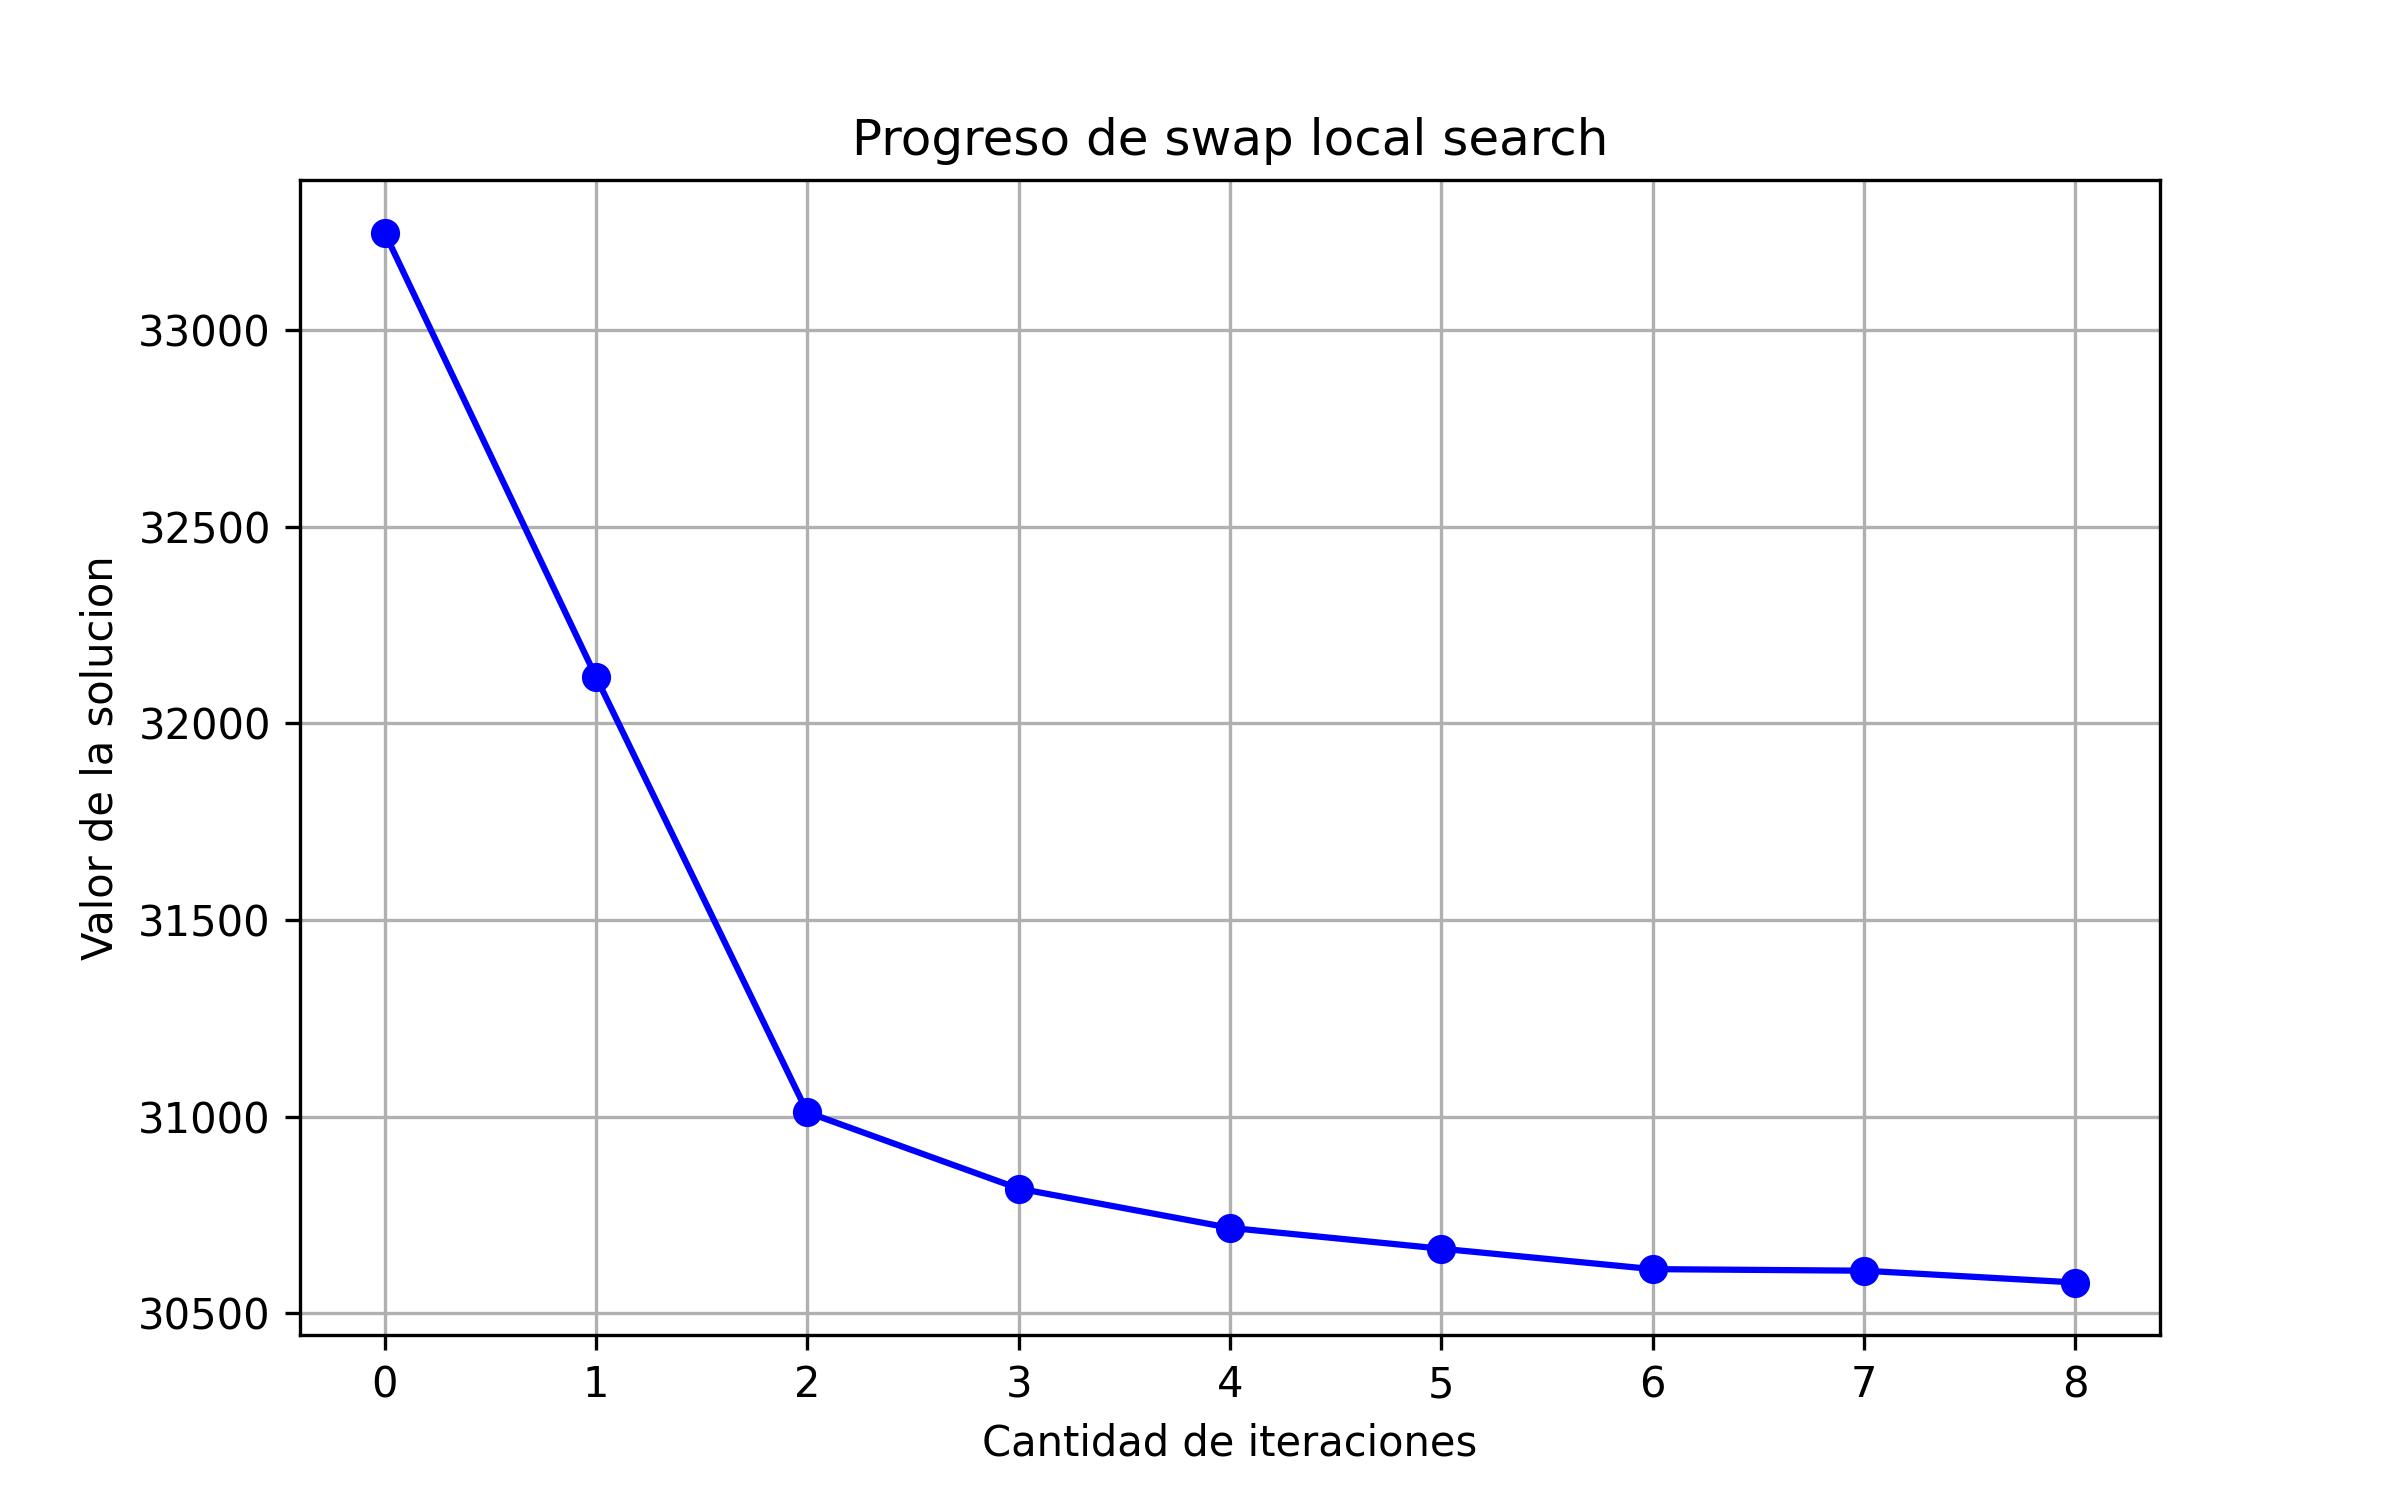 Progreso de swap local search
Valor de la solucion
33000
32500
32000
31500
31000
30500
0 1 2 3 4 5 6 7 8
Cantidad de iteraciones